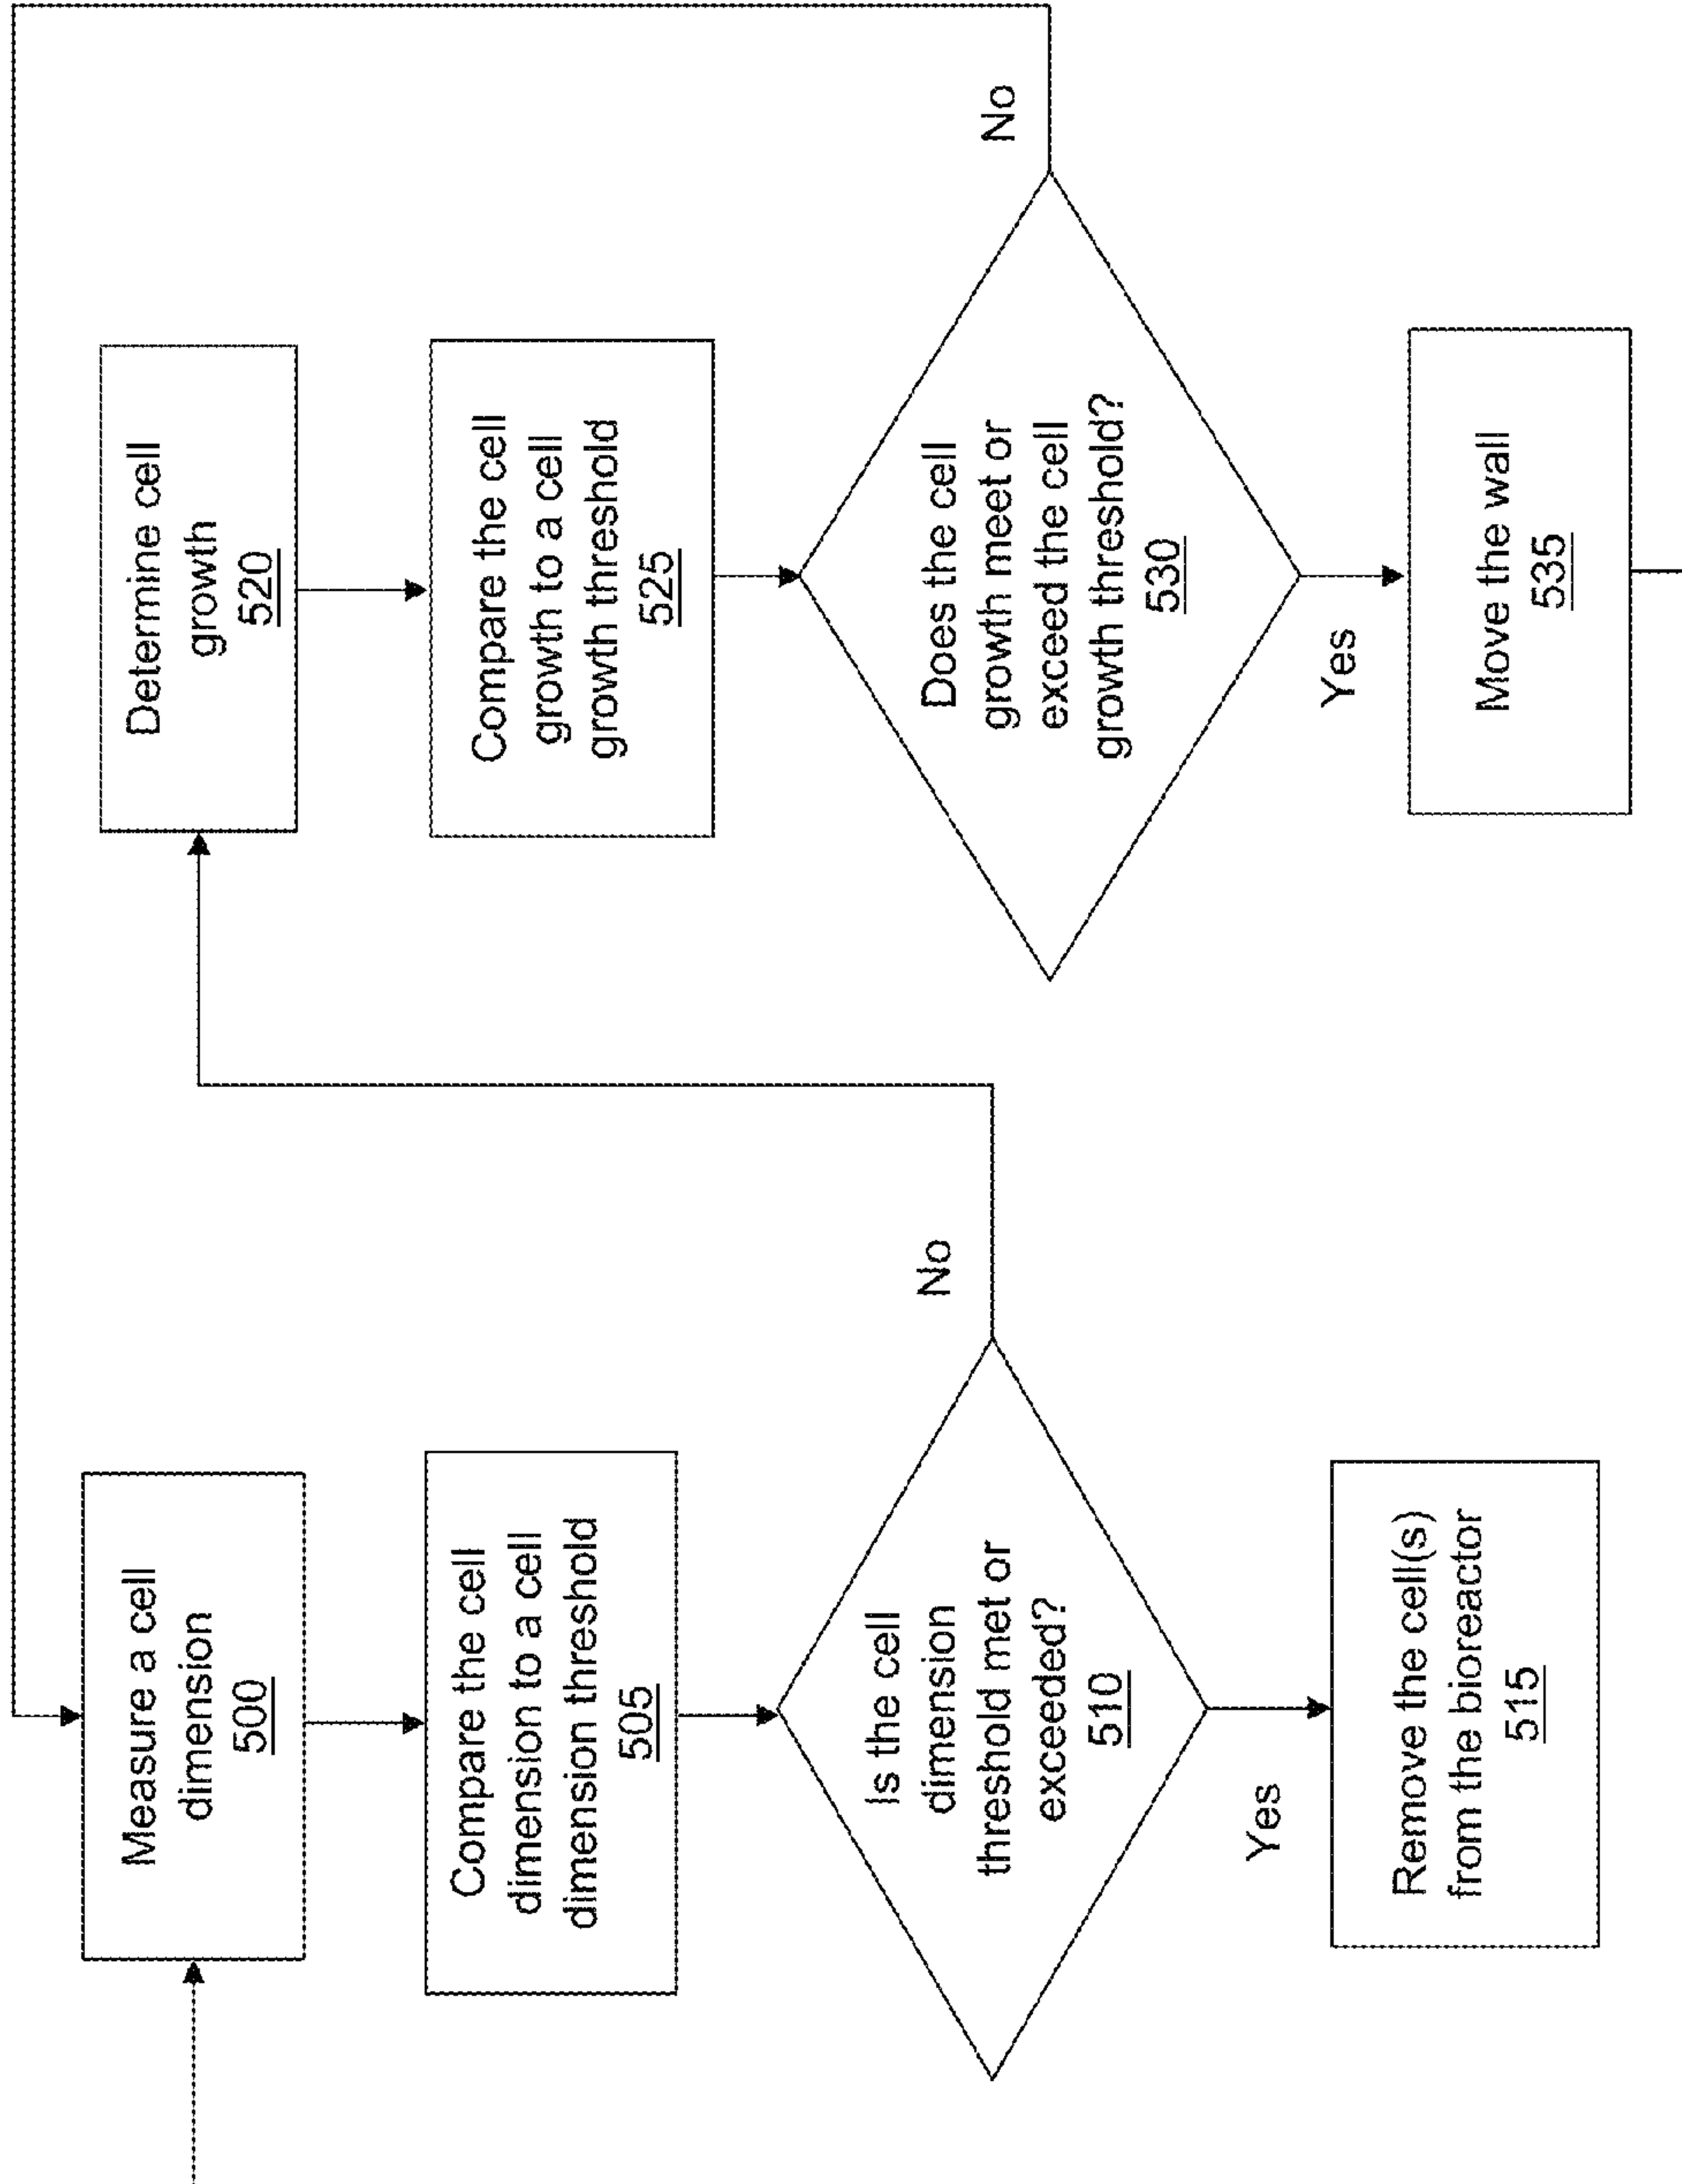 Measure a cell
dimension
500
Compare the cell
dimension to a cell
dimension threshold
505
Is the cell
dimension
threshold met or
exceeded?
510
No
Yes
Remove the cell(s)
from the bioreactor
515
Determine cell
growth
520
Compare the cell
growth to a cell
growth threshold
525
Does the cell
growth meet or
exceed the cell
growth threshold?
530
No
Yes
Move the wall
535